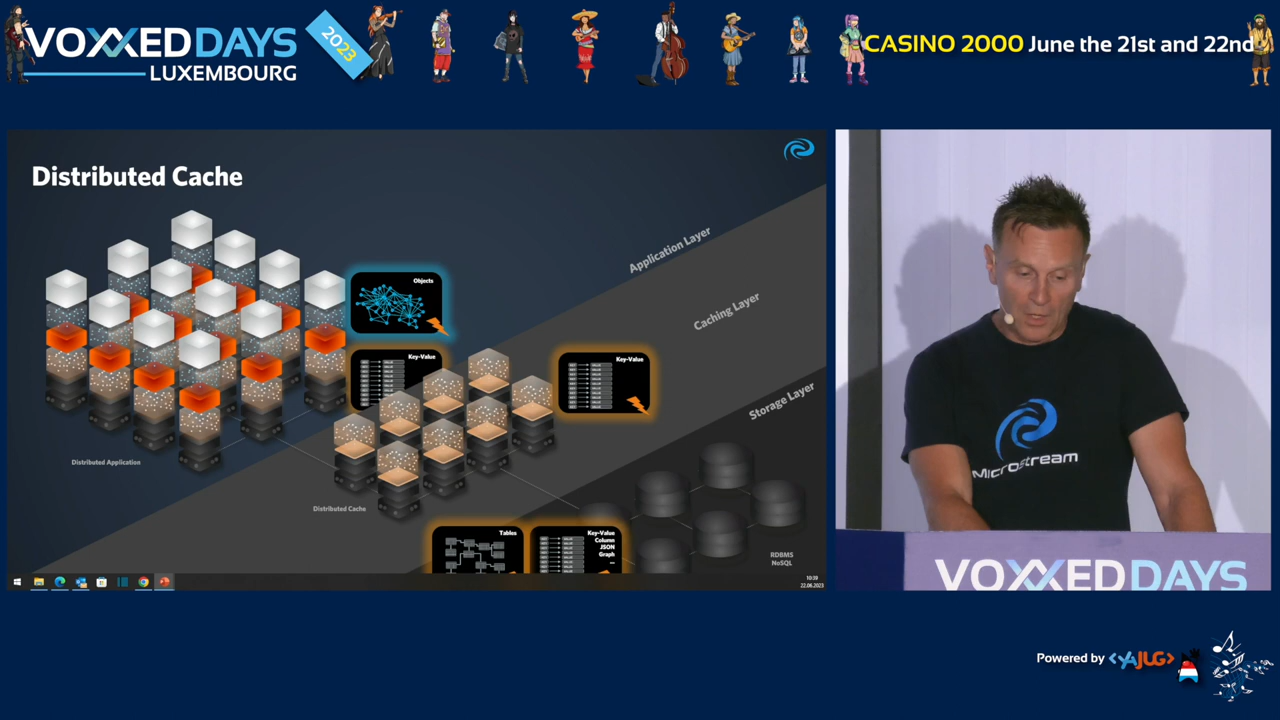 VOXXED DAYS
LUXEMBOURG
2023
CASINO 2000 June the 21st and 22nd
Distributed Cache
Application Layer
Caching Layer
Storage Layer
Objects
Key-Value
Key-Value
Distributed Application
Distributed Cache
Tables
Key-Value
Column
JSON
Graph
...
RDBMS
NoSQL
10:39
22.06.2023
Microstream
VOXXED DAYS
Powered by <YAJUG>